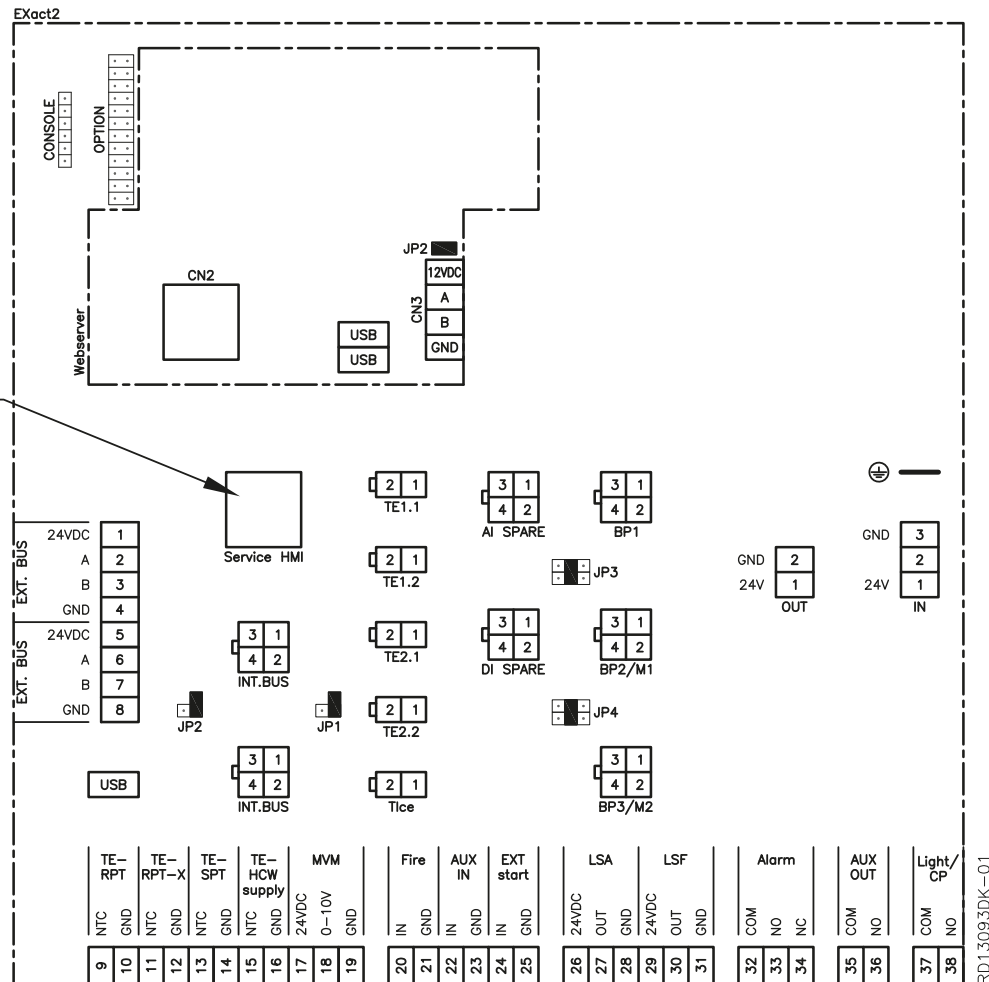 EXact2
CONSOLE
OPTION
JP2
12VDC
A
B
GND
CN3
CN2
USB
USB
Webserver
Service HMI
2 1
TE1.1
3 1
4 2
AI SPARE
3 1
4 2
BP1
EXT. BUS
24VDC 1
A 2
B 3
GND 4
EXT. BUS
24VDC 5
A 6
B 7
GND 8
2 1
TE1.2
JP3
GND 2
24V 1
OUT
GND 3
2
24V 1
IN
3 1
4 2
INT.BUS
2 1
TE2.1
3 1
4 2
DI SPARE
3 1
4 2
BP2/M1
JP2
JP1
2 1
TE2.2
JP4
USB
3 1
4 2
INT.BUS
2 1
TIce
3 1
4 2
BP3/M2
TE-
RPT
TE-
RPT-X
TE-
SPT
TE-
HCW
supply
MVM
Fire
AUX
IN
EXT
start
LSA
LSF
Alarm
AUX
OUT
Light/
CP
NTC
GND
NTC
GND
NTC
GND
NTC
GND
24VDC
0-10V
GND
IN
GND
IN
GND
IN
GND
24VDC
OUT
GND
24VDC
OUT
GND
COM
NO
NC
COM
NO
COM
NO
9 10 11 12 13 14 15 16 17 18 19 20 21 22 23 24 25 26 27 28 29 30 31 32 33 34 35 36 37 38
RD13093DK-01